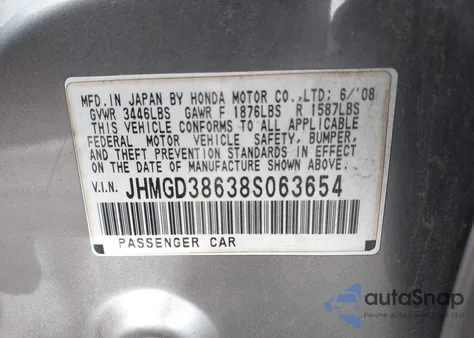 MFD. IN JAPAN BY HONDA MOTOR CO., LTD: 6/'08
GVWR 3446LBS GAWR F 1876LBS R 1587LBS
THIS VEHICLE CONFORMS TO ALL APPLICABLE
FEDERAL MOTOR VEHICLE SAFETY, BUMPER,
AND THEFT PREVENTION STANDARDS IN EFFECT
ON THE DATE OF MANUFACTURE SHOWN ABOVE.
V.I.N. JHMGD38638S063654
PASSENGER CAR
autoSnap